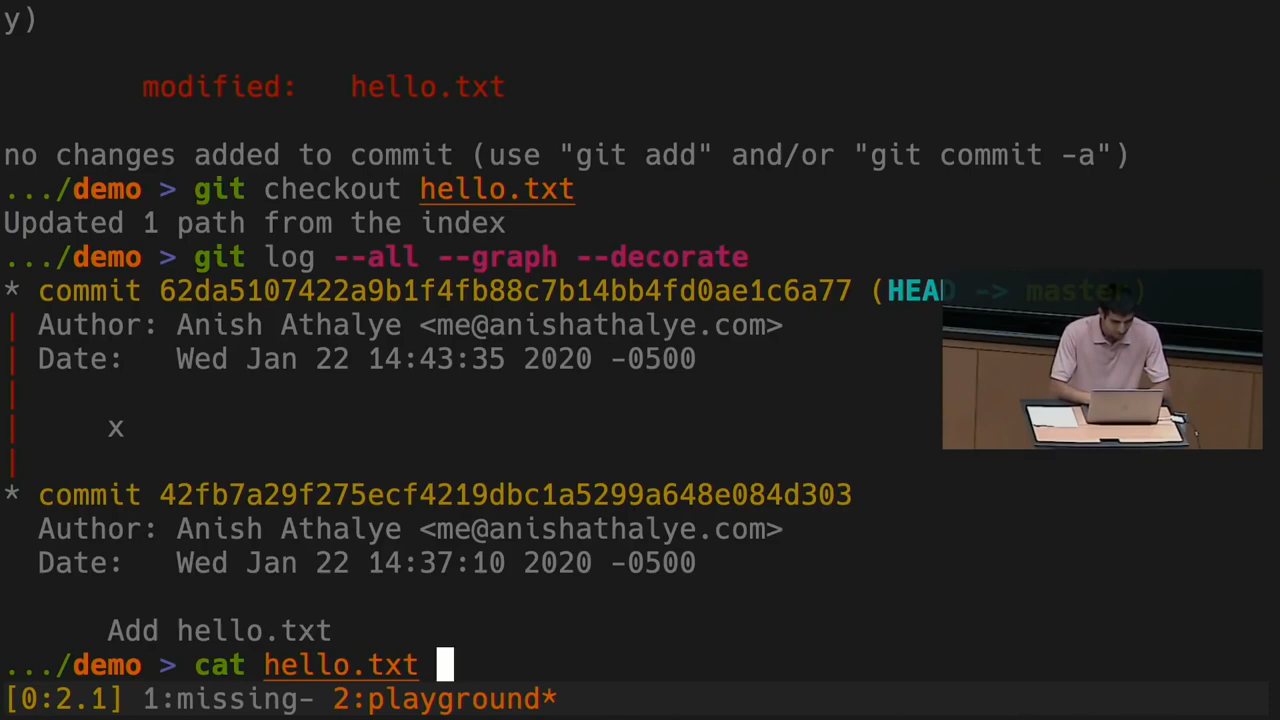 y)
modified:   hello.txt
no changes added to commit (use "git add" and/or "git commit -a")
.../demo > git checkout hello.txt
Updated 1 path from the index
.../demo > git log --all --graph --decorate
* commit 62da5107422a9b1f4fb88c7b14bb4fd0ae1c6a77 (HEAD -> master)
| Author: Anish Athalye <me@anishathalye.com>
| Date:   Wed Jan 22 14:43:35 2020 -0500
|
|     x
|
* commit 42fb7a29f275ecf4219dbc1a5299a648e084d303
Author: Anish Athalye <me@anishathalye.com>
Date:   Wed Jan 22 14:37:10 2020 -0500
Add hello.txt
.../demo > cat hello.txt
[0:2.1] 1:missing- 2:playground*